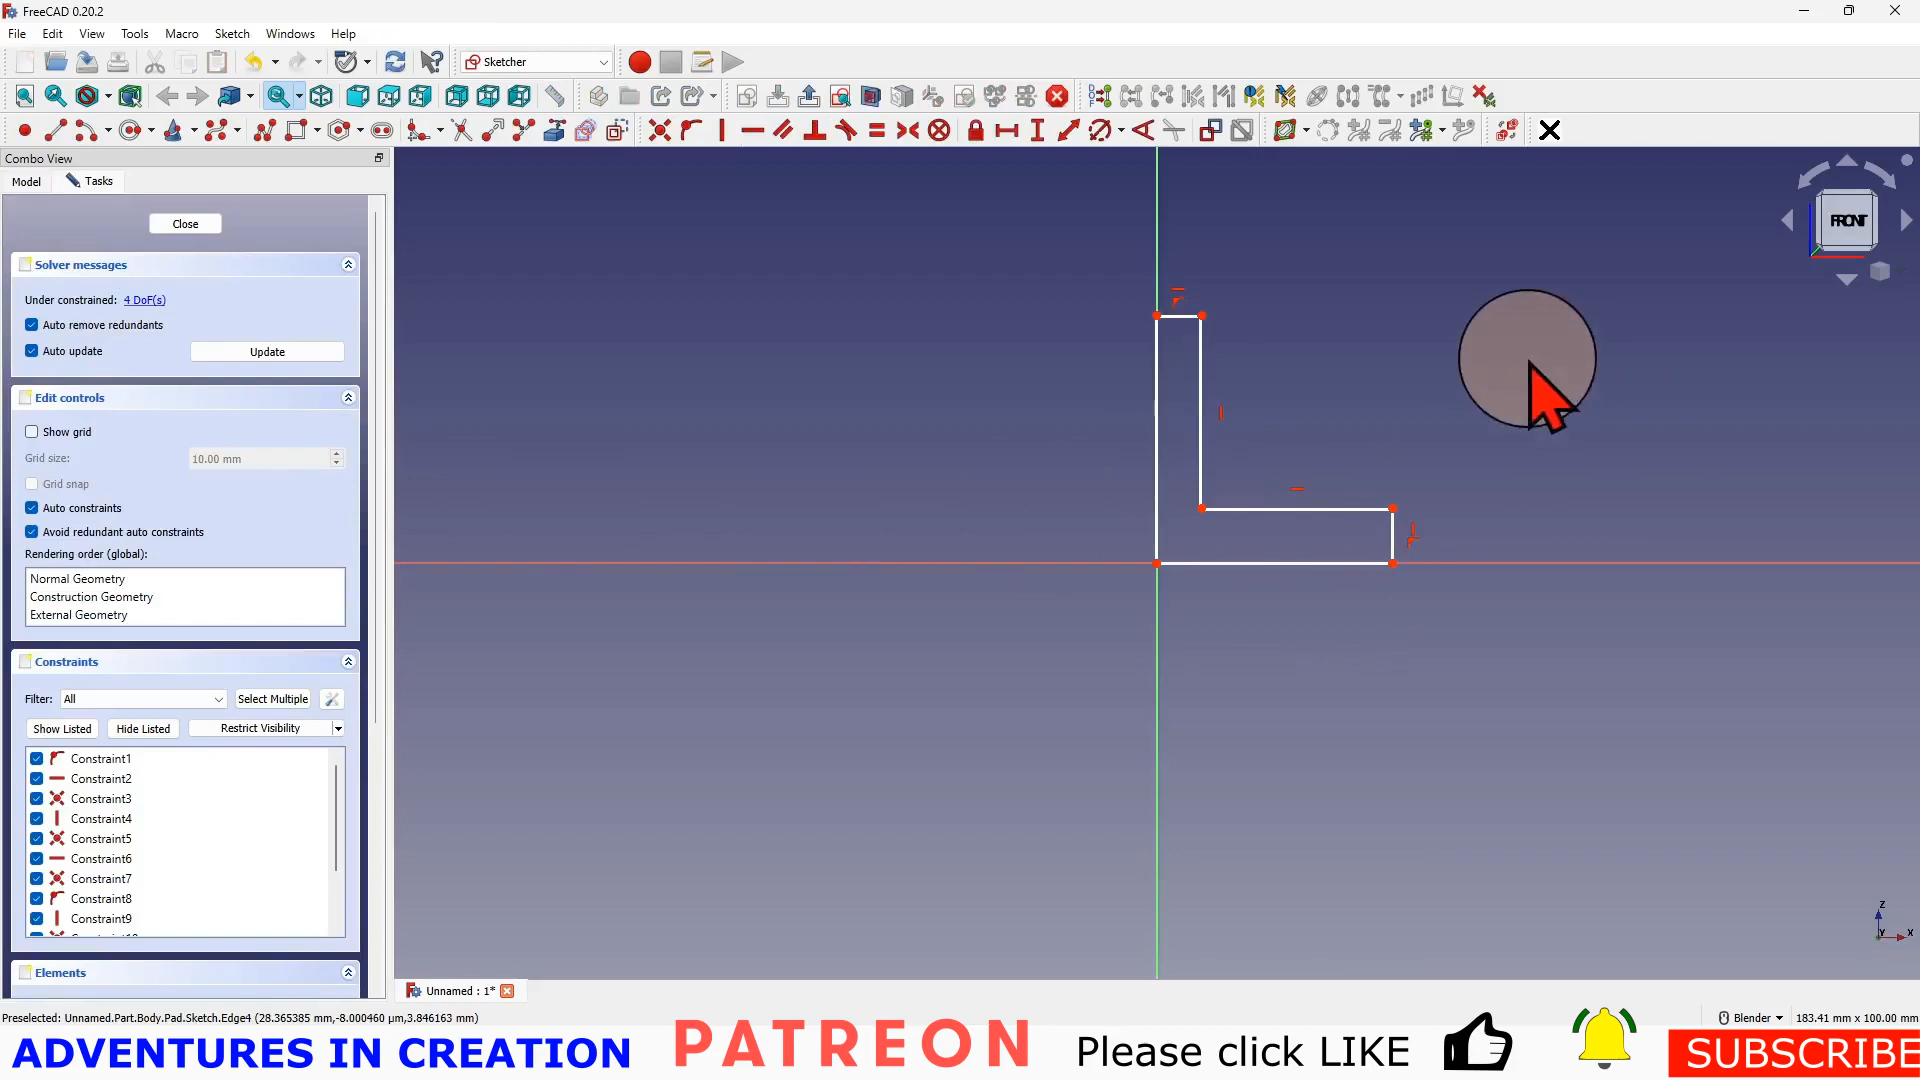 FreeCAD 0.20.2
File Edit View Tools Macro Sketch Windows Help
Sketcher
Combo View
Model Tasks
Close
Solver messages
Under constrained: 4 DoF(s)
Auto remove redundants
Auto update Update
Edit controls
Show grid
Grid size: 10.00 mm
Grid snap
Auto constraints
Avoid redundant auto constraints
Rendering order (global):
Normal Geometry
Construction Geometry
External Geometry
Constraints
Filter: All Select Multiple
Show Listed Hide Listed Restrict Visibility
Constraint1
Constraint2
Constraint3
Constraint4
Constraint5
Constraint6
Constraint7
Constraint8
Constraint9
Elements
FRONT
Z
Y X
Unnamed : 1*
Preselected: Unnamed.Part.Body.Pad.Sketch.Edge4 (28.365385 mm,-8.000460 µm,3.846163 mm)
Blender 183.41 mm x 100.00 mm
ADVENTURES IN CREATION PATREON Please click LIKE SUBSCRIBE